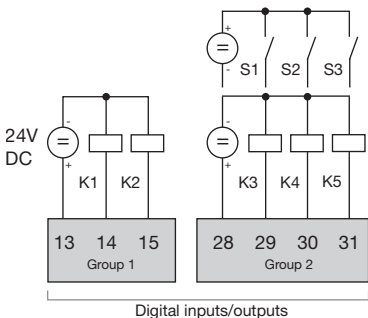 +
S1 S2 S3
-
- -
24V
DC
+ +
K1 K2 K3 K4 K5
13 14 15 28 29 30 31
Group 1 Group 2
Digital inputs/outputs